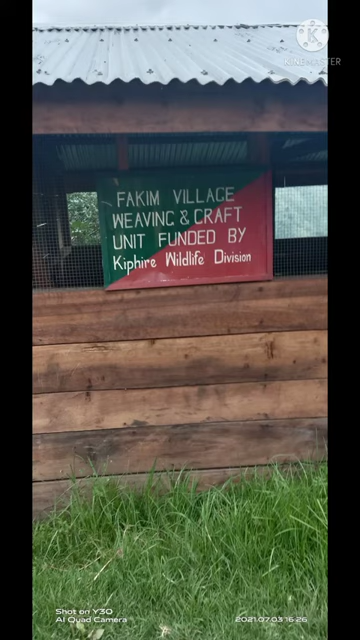 KINEMASTER
FAKIM VILLAGE
WEAVING & CRAFT
UNIT FUNDED BY
Kiphire Wildlife Division
Shot on Y30
AI Quad Camera
2021.07.03 16:26